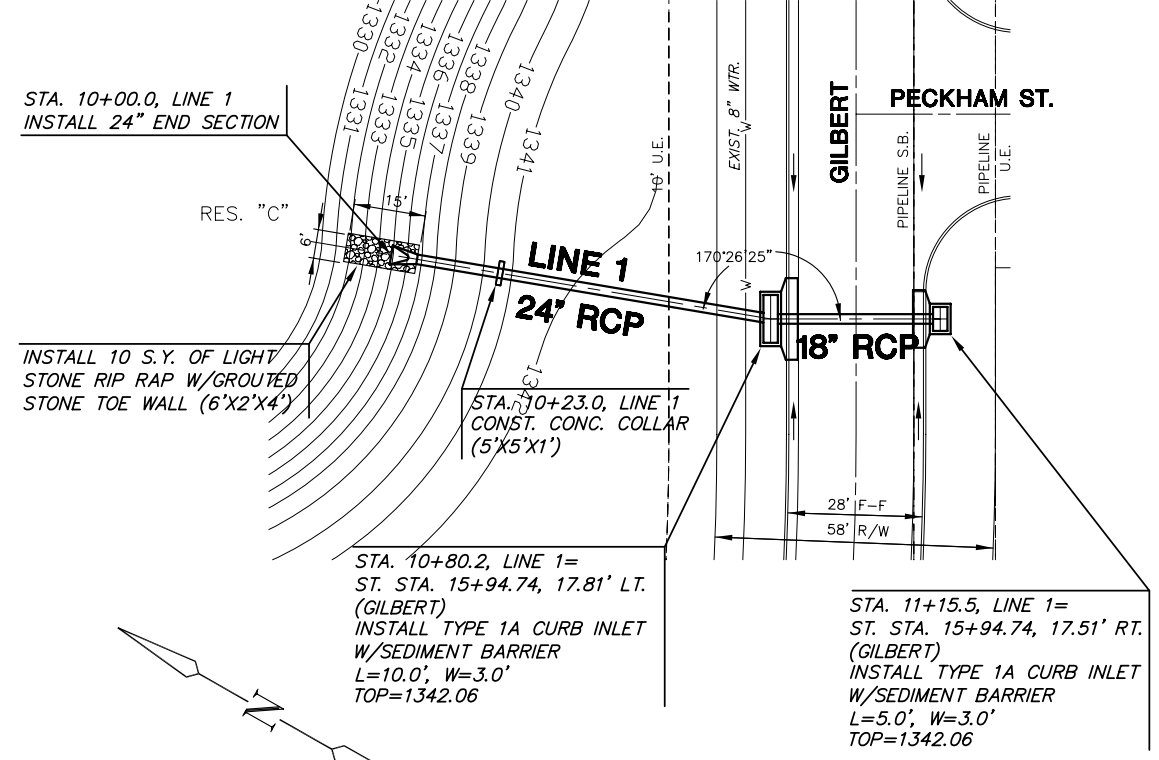 1330
1332
1334
1336
1338
1340
1331
1333
1335
1337
1339
1341
STA. 10+00.0, LINE 1
INSTALL 24" END SECTION
EXIST. 8" WTR.
W
W
GILBERT
PECKHAM ST.
PIPELINE S.B.
PIPELINE
U.E.
10' U.E.
RES. "C"
15'
6'
LINE 1
24" RCP
170°26'25"
18" RCP
INSTALL 10 S.Y. OF LIGHT
STONE RIP RAP W/GROUTED
STONE TOE WALL (6'X2'X4')
1342
STA. 10+23.0, LINE 1
CONST. CONC. COLLAR
(5'X5'X1')
28' F-F
58' R/W
STA. 10+80.2, LINE 1=
ST. STA. 15+94.74, 17.81' LT.
(GILBERT)
INSTALL TYPE 1A CURB INLET
W/SEDIMENT BARRIER
L=10.0', W=3.0'
TOP=1342.06
STA. 11+15.5, LINE 1=
ST. STA. 15+94.74, 17.51' RT.
(GILBERT)
INSTALL TYPE 1A CURB INLET
W/SEDIMENT BARRIER
L=5.0', W=3.0'
TOP=1342.06
N